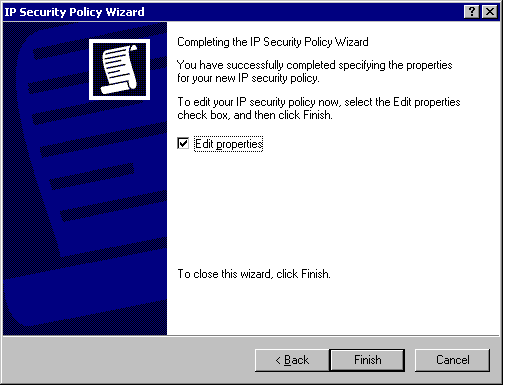 IP Security Policy Wizard
Completing the IP Security Policy Wizard
You have successfully completed specifying the properties
for your new IP security policy.
To edit your IP security policy now, select the Edit properties
check box, and then click Finish.
Edit properties
To close this wizard, click Finish.
< Back
Finish
Cancel